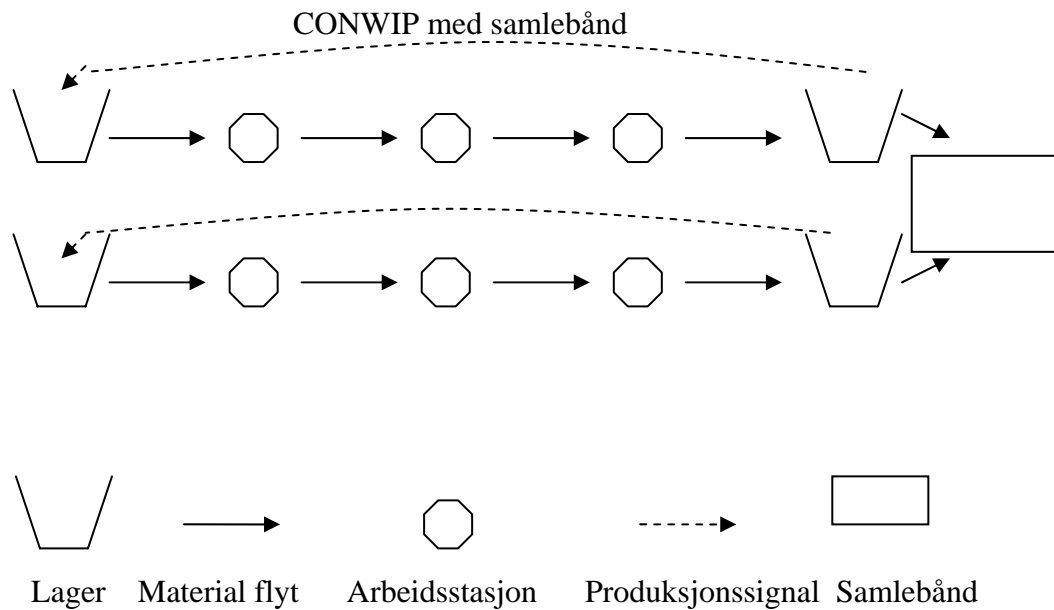 CONWIP med samlebånd
Lager Material flyt Arbeidsstasjon Produksjonssignal Samlebånd